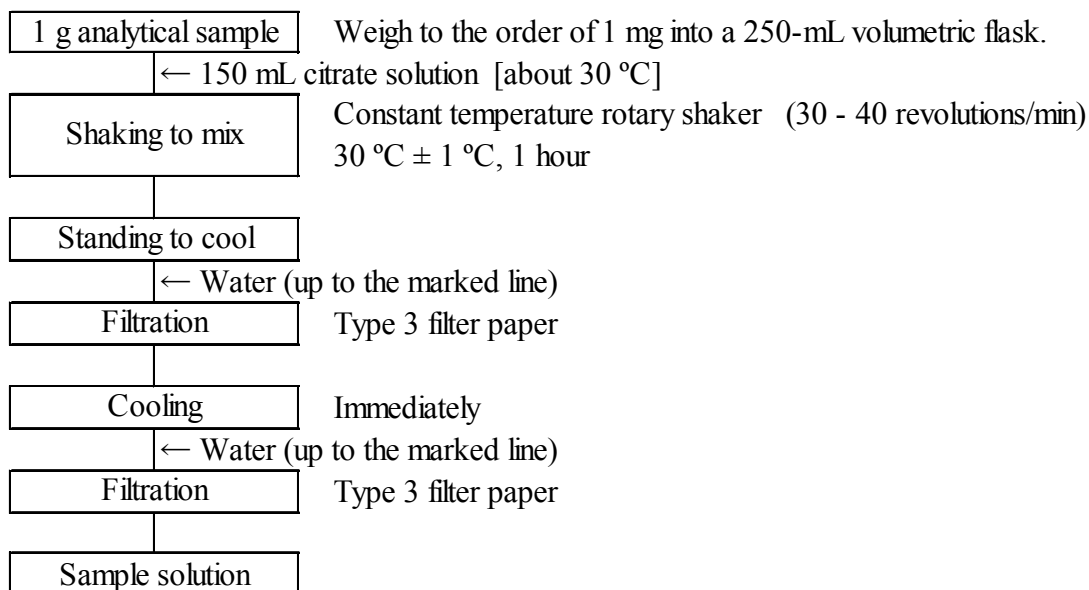 1 g analytical sample Weigh to the order of 1 mg into a 250-mL volumetric flask.
← 150 mL citrate solution [about 30 ºC]
Shaking to mix Constant temperature rotary shaker (30 - 40 revolutions/min)
30 ºC ± 1 ºC, 1 hour
Standing to cool
← Water (up to the marked line)
Filtration Type 3 filter paper
Cooling Immediately
← Water (up to the marked line)
Filtration Type 3 filter paper
Sample solution